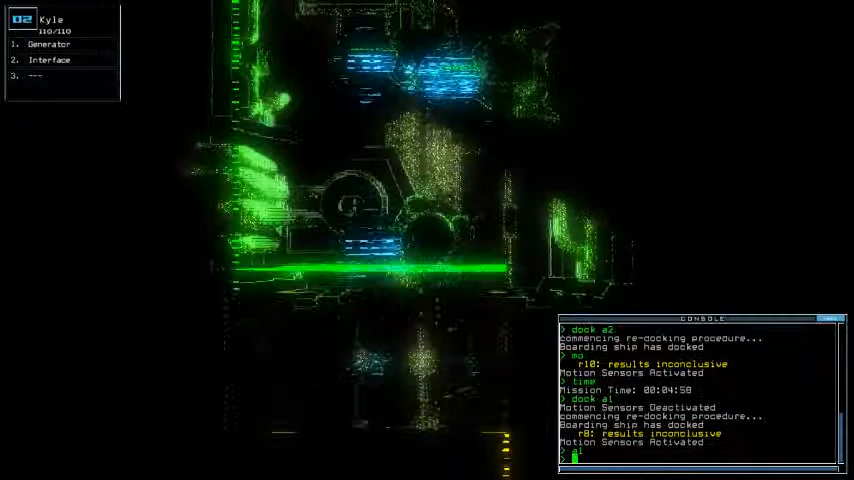 02 Kyle
110/110
1. Generator
2. Interface
3. ---
CONSOLE
> dock a2
commencing re-docking procedure...
Boarding ship has docked
> mo
r10: results inconclusive
Motion Sensors Activated
> time
Mission Time: 00:04:58
> dock a1
Motion Sensors Deactivated
commencing re-docking procedure...
Boarding ship has docked
r8: results inconclusive
Motion Sensors Activated
> a1
>